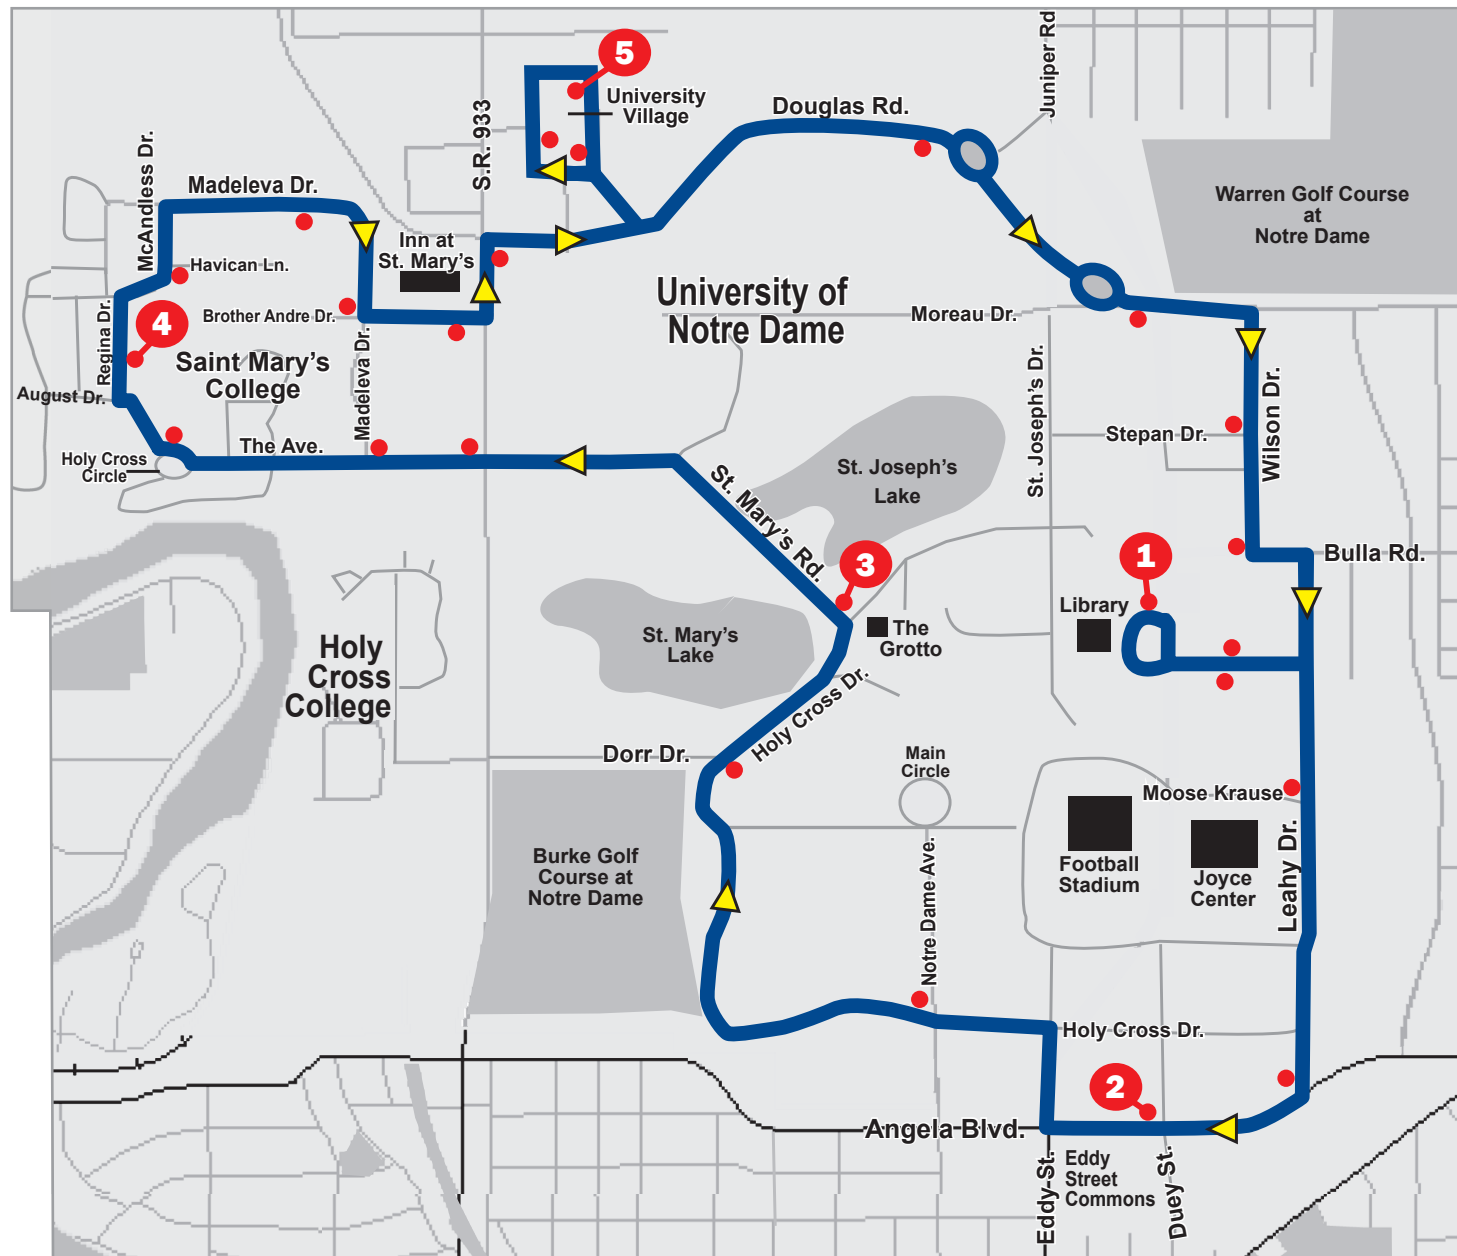 5
University
Village
Douglas Rd.
Juniper Rd
S.R. 933
McAndless Dr.
Madeleva Dr.
Warren Golf Course
at
Notre Dame
Inn at
St. Mary's
Havican Ln.
University of
Notre Dame
Regina Dr.
4
Brother Andre Dr.
Moreau Dr.
Saint Mary's
College
Madeleva Dr.
St. Joseph's Dr.
Wilson Dr.
August Dr.
Stepan Dr.
The Ave.
Holy Cross
Circle
St. Joseph's
Lake
St. Mary's Rd.
3
1
Bulla Rd.
Library
The
Grotto
St. Mary's
Lake
Holy
Cross
College
Holy Cross Dr.
Dorr Dr.
Main
Circle
Moose Krause
Leahy Dr.
Football
Stadium
Joyce
Center
Burke Golf
Course at
Notre Dame
Notre Dame Ave.
Holy Cross Dr.
2
Angela Blvd.
Eddy St.
Eddy
Street
Commons
Duey St.